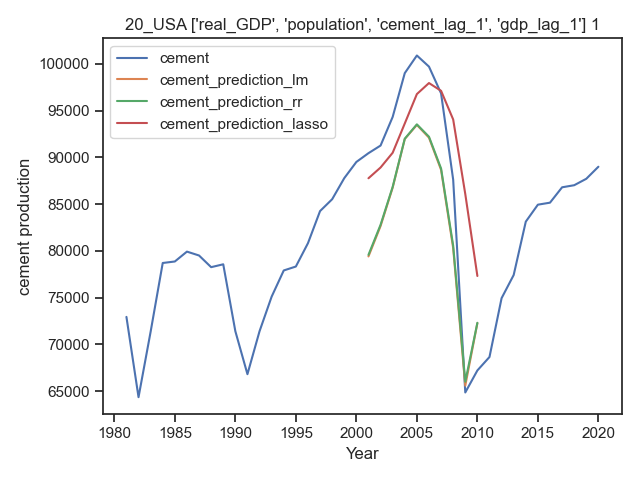 20_USA ['real_GDP', 'population', 'cement_lag_1', 'gdp_lag_1'] 1
cement
cement_prediction_lm
cement_prediction_rr
cement_prediction_lasso
cement production
100000
95000
90000
85000
80000
75000
70000
65000
1980 1985 1990 1995 2000 2005 2010 2015 2020
Year